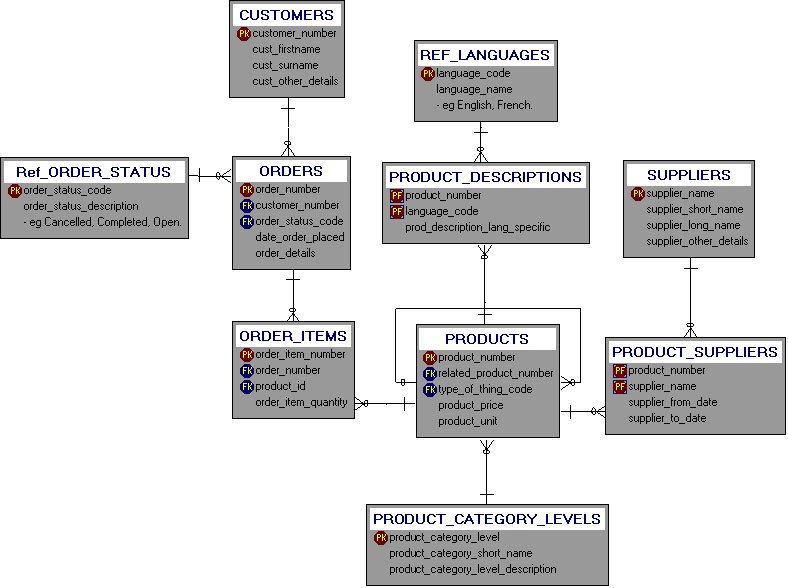 CUSTOMERS
PK customer_number
cust_firstname
cust_surname
cust_other_details
REF_LANGUAGES
PK language_code
language_name
- eg English, French.
Ref_ORDER_STATUS
PK order_status_code
order_status_description
- eg Cancelled, Completed, Open.
ORDERS
PK order_number
FK customer_number
FK order_status_code
date_order_placed
order_details
PRODUCT_DESCRIPTIONS
PF product_number
PF language_code
prod_description_lang_specific
SUPPLIERS
PK supplier_name
supplier_short_name
supplier_long_name
supplier_other_details
ORDER_ITEMS
PK order_item_number
FK order_number
FK product_id
order_item_quantity
PRODUCTS
PK product_number
FK related_product_number
FK type_of_thing_code
product_price
product_unit
PRODUCT_SUPPLIERS
PF product_number
PF supplier_name
supplier_from_date
supplier_to_date
PRODUCT_CATEGORY_LEVELS
PK product_category_level
product_category_short_name
product_category_level_description